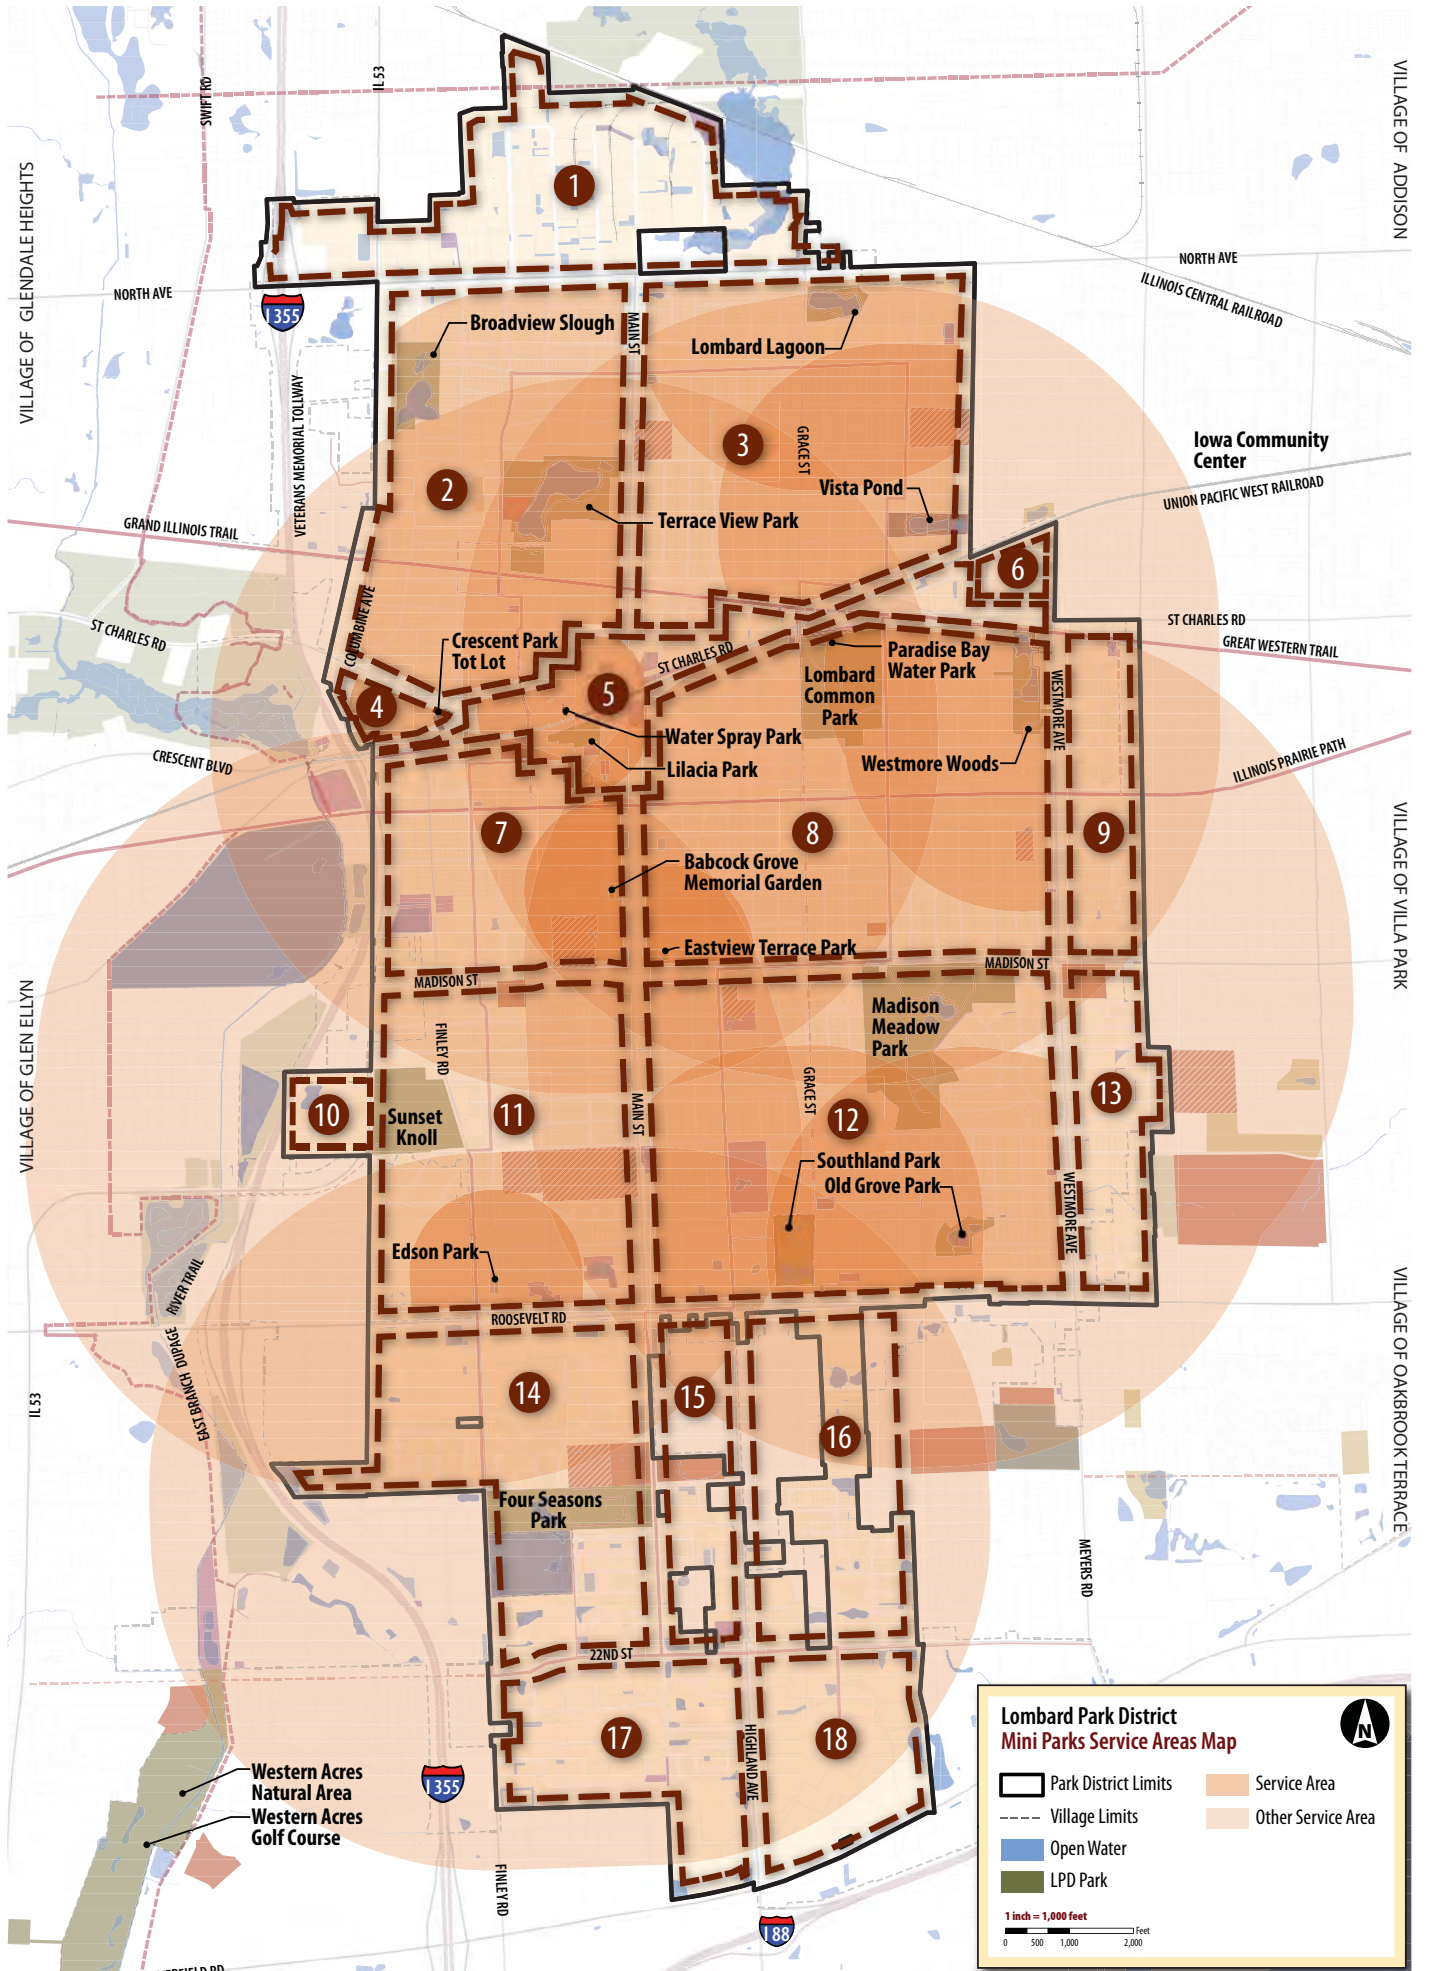 SWIFT RD
IL 53
VILLAGE OF ADDISON
VILLAGE OF GLENDALE HEIGHTS
1
NORTH AVE
NORTH AVE
ILLINOIS CENTRAL RAILROAD
I 355
MAIN ST
Broadview Slough
Lombard Lagoon
VETERANS MEMORIAL TOLLWAY
3
GRACE ST
Iowa Community
Center
2
Vista Pond
UNION PACIFIC WEST RAILROAD
Terrace View Park
GRAND ILLINOIS TRAIL
6
COLUMBINE AVE
ST CHARLES RD
ST CHARLES RD
GREAT WESTERN TRAIL
Crescent Park
Tot Lot
ST CHARLES RD
Paradise Bay
Water Park
Lombard
Common
Park
5
4
WESTMORE AVE
Water Spray Park
Westmore Woods
CRESCENT BLVD
Lilacia Park
ILLINOIS PRAIRIE PATH
7
8
9
VILLAGE OF VILLA PARK
Babcock Grove
Memorial Garden
Eastview Terrace Park
MADISON ST
MADISON ST
VILLAGE OF GLEN ELLYN
FINLEY RD
Madison
Meadow
Park
MAIN ST
GRACE ST
10
Sunset
Knoll
11
12
13
Southland Park
Old Grove Park
WESTMORE AVE
Edson Park
EAST BRANCH DUPAGE RIVER TRAIL
ROOSEVELT RD
VILLAGE OF OAKBROOK TERRACE
IL 53
14
15
16
Four Seasons
Park
MEYERS RD
22ND ST
17
18
HIGHLAND AVE
Western Acres
Natural Area
Western Acres
Golf Course
I 355
FINLEY RD
I 88
Lombard Park District
Mini Parks Service Areas Map
N
Park District Limits
Service Area
Village Limits
Other Service Area
Open Water
LPD Park
1 inch = 1,000 feet
Feet
0 500 1,000 2,000